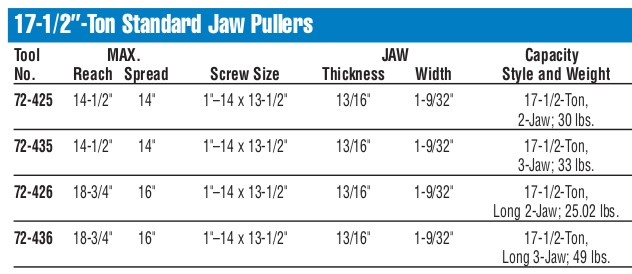 17-1/2"-Ton Standard Jaw Pullers
Tool MAX. JAW Capacity
No. Reach Spread Screw Size Thickness Width Style and Weight
72-425 14-1/2" 14" 1"–14 x 13-1/2" 13/16" 1-9/32" 17-1/2-Ton,
2-Jaw; 30 lbs.
72-435 14-1/2" 14" 1"–14 x 13-1/2" 13/16" 1-9/32" 17-1/2-Ton,
3-Jaw; 33 lbs.
72-426 18-3/4" 16" 1"–14 x 13-1/2" 13/16" 1-9/32" 17-1/2-Ton,
Long 2-Jaw; 25.02 lbs.
72-436 18-3/4" 16" 1"–14 x 13-1/2" 13/16" 1-9/32" 17-1/2-Ton,
Long 3-Jaw; 49 lbs.